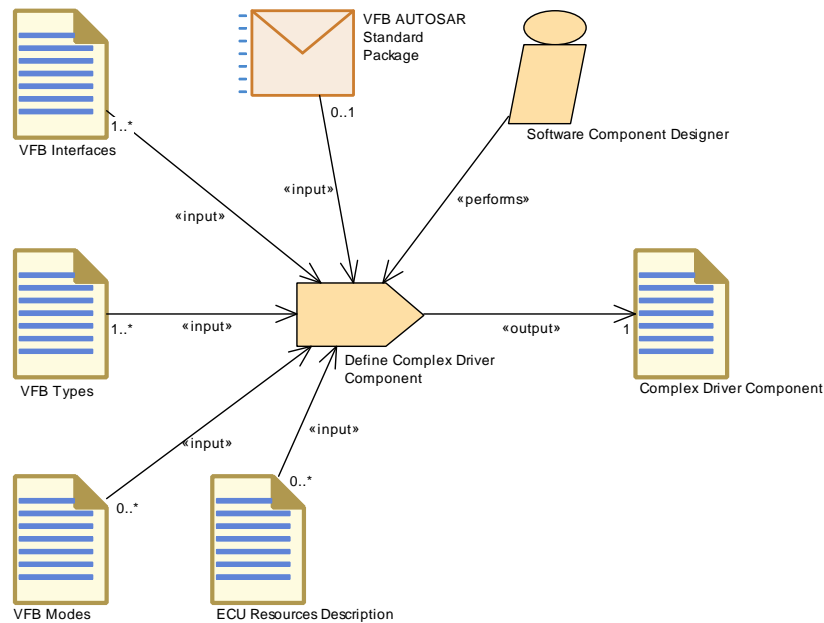 VFB AUTOSAR
Standard
Package
0..1
Software Component Designer
1..*
VFB Interfaces
«input»
«input»
«performs»
1..*
«input»
VFB Types
Define Complex Driver
Component
«output»
1
Complex Driver Component
«input»
«input»
0..*
VFB Modes
0..*
ECU Resources Description